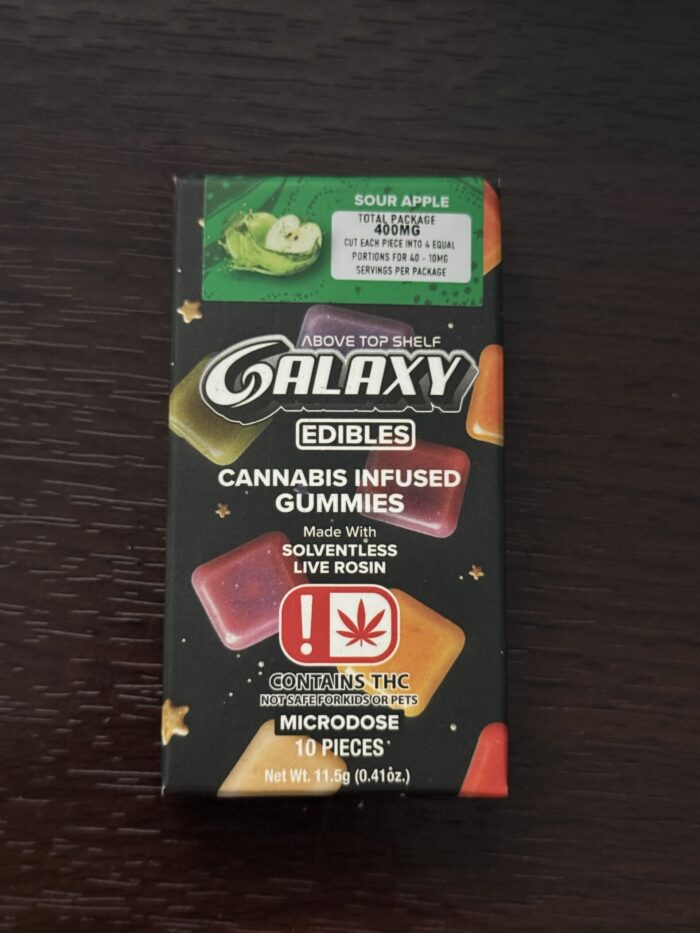 SOUR APPLE
TOTAL PACKAGE
400MG
CUT EACH PIECE INTO 4 EQUAL
PORTIONS FOR 40 - 10MG
SERVINGS PER PACKAGE
ABOVE TOP SHELF
GALAXY
EDIBLES
CANNABIS INFUSED
GUMMIES
Made With
SOLVENTLESS
LIVE ROSIN
!
CONTAINS THC
NOT SAFE FOR KIDS OR PETS
MICRODOSE
10 PIECES
Net Wt. 11.5g (0.41oz.)